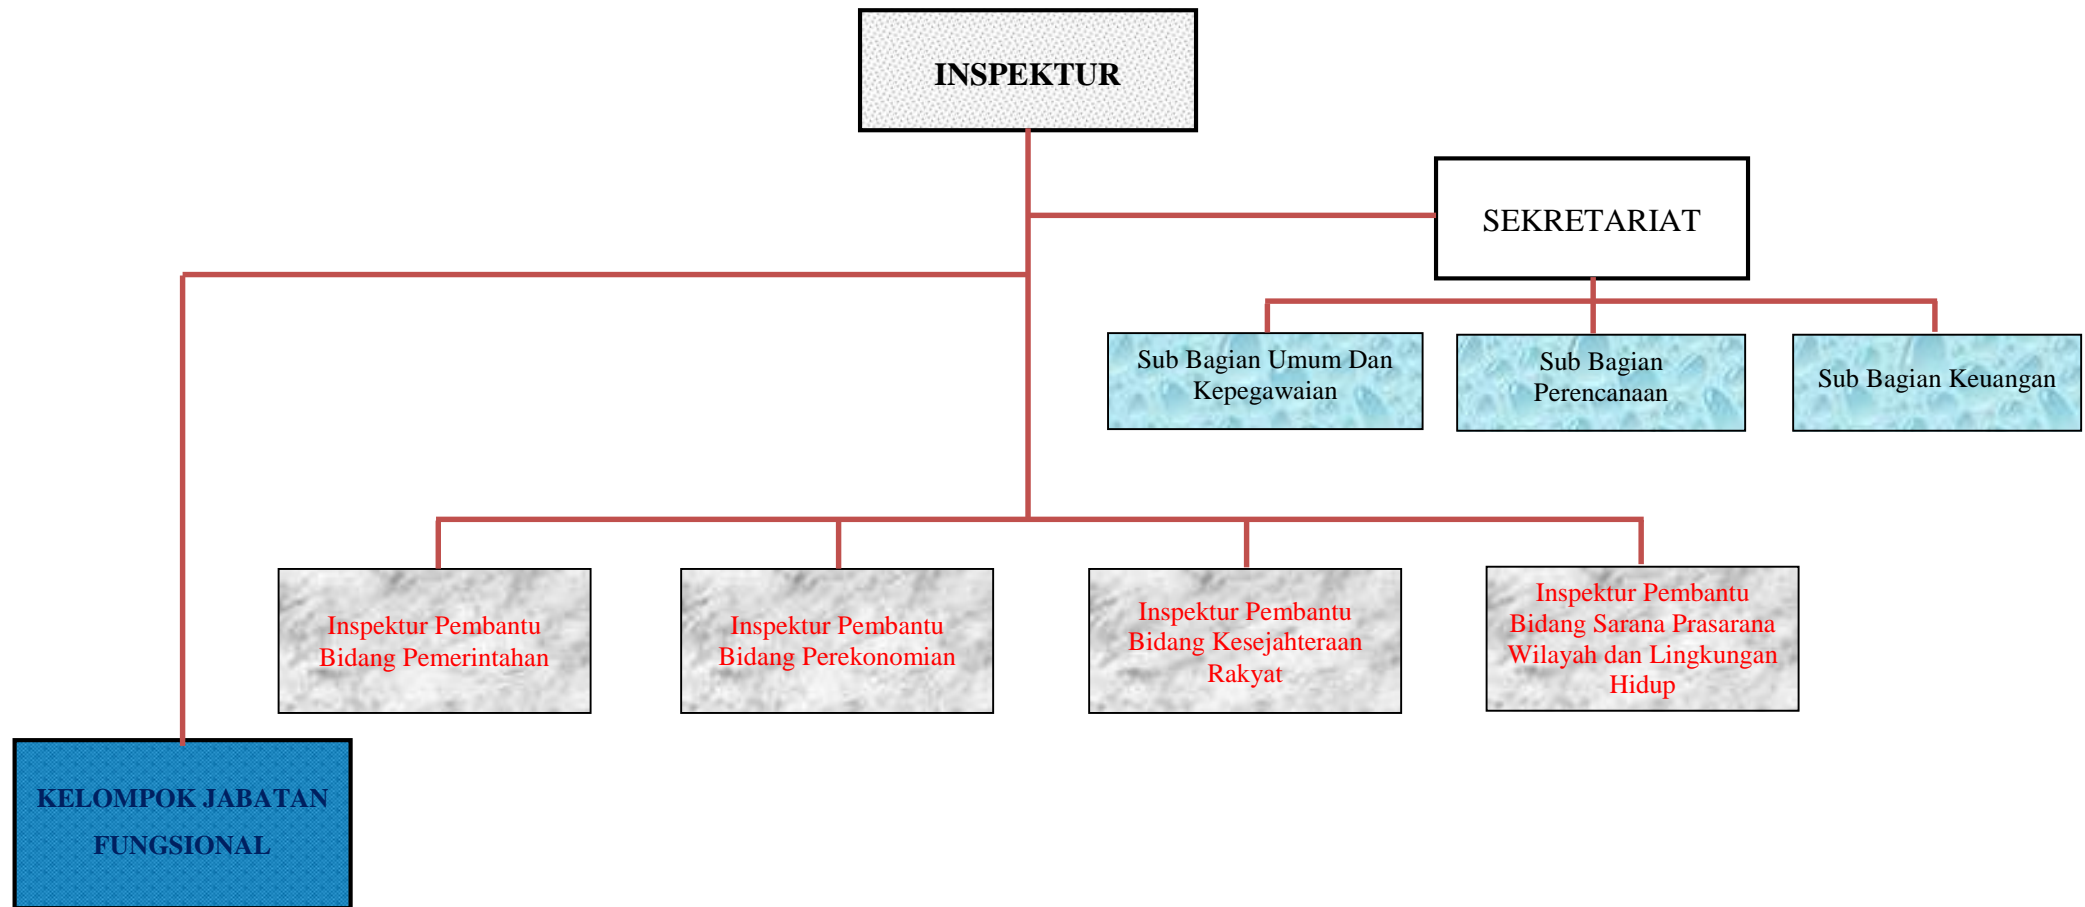 INSPEKTUR
SEKRETARIAT
Sub Bagian Umum Dan
Kepegawaian
Sub Bagian
Perencanaan
Sub Bagian Keuangan
Inspektur Pembantu
Bidang Pemerintahan
Inspektur Pembantu
Bidang Perekonomian
Inspektur Pembantu
Bidang Kesejahteraan
Rakyat
Inspektur Pembantu
Bidang Sarana Prasarana
Wilayah dan Lingkungan
Hidup
KELOMPOK JABATAN
FUNGSIONAL